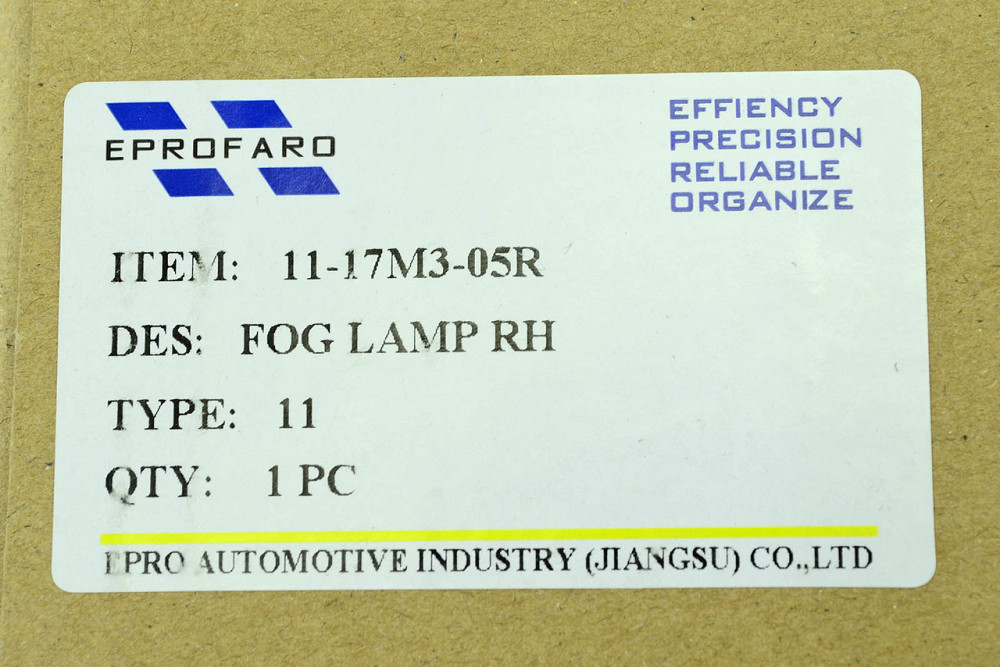 EPROFARO
EFFIENCY
PRECISION
RELIABLE
ORGANIZE
ITEM: 11-17M3-05R
DES: FOG LAMP RH
TYPE: 11
QTY: 1 PC
EPRO AUTOMOTIVE INDUSTRY (JIANGSU) CO.,LTD